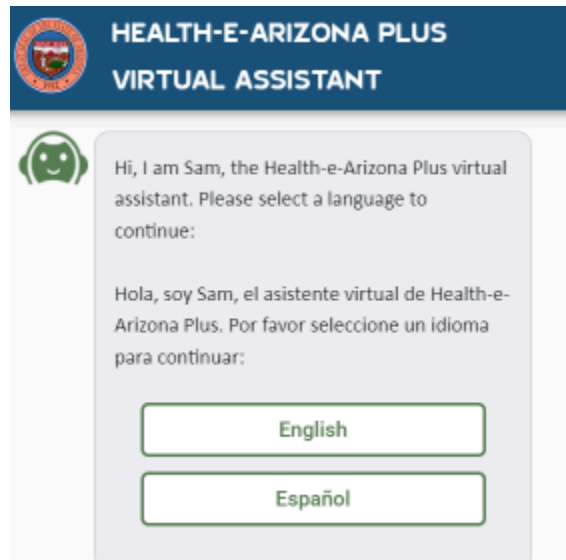 HEALTH-E-ARIZONA PLUS
VIRTUAL ASSISTANT
Hi, I am Sam, the Health-e-Arizona Plus virtual
assistant. Please select a language to
continue:
Hola, soy Sam, el asistente virtual de Health-e-
Arizona Plus. Por favor seleccione un idioma
para continuar:
English
Español